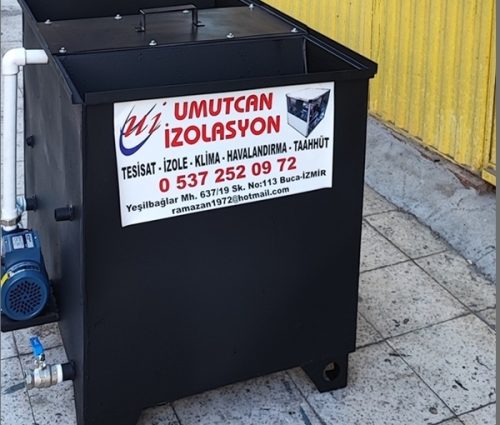 UMUTCAN
İZOLASYON
TESİSAT - İZOLE - KLİMA - HAVALANDIRMA - TAAHHÜT
0 537 252 09 72
Yeşilbağlar Mh. 637/19 Sk. No:113 Buca-İZMİR
ramazan1972@hotmail.com